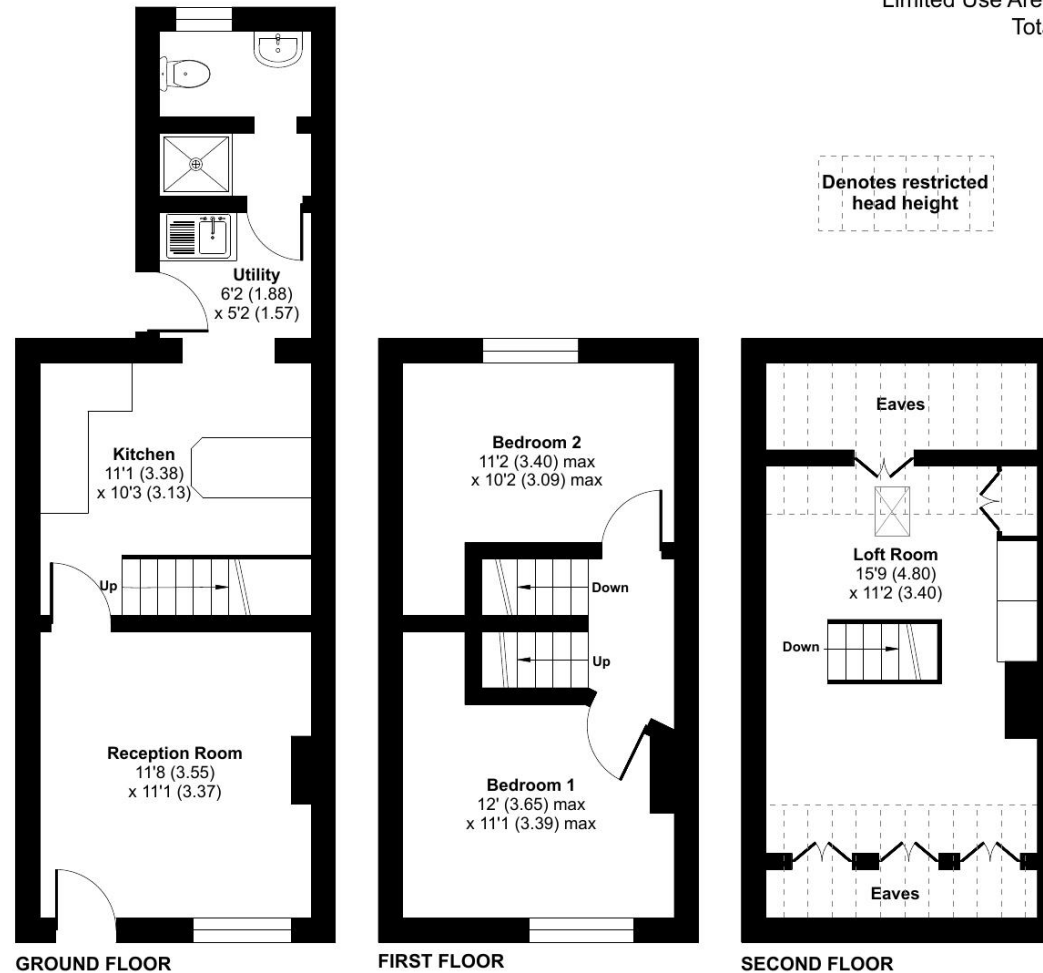 Limited Use Are
Tota
Denotes restricted
head height
Utility
6'2 (1.88)
x 5'2 (1.57)
Kitchen
11'1 (3.38)
x 10'3 (3.13)
Up
Reception Room
11'8 (3.55)
x 11'1 (3.37)
GROUND FLOOR
Bedroom 2
11'2 (3.40) max
x 10'2 (3.09) max
Down
Up
Bedroom 1
12' (3.65) max
x 11'1 (3.39) max
FIRST FLOOR
Eaves
Loft Room
15'9 (4.80)
x 11'2 (3.40)
Down
Eaves
SECOND FLOOR